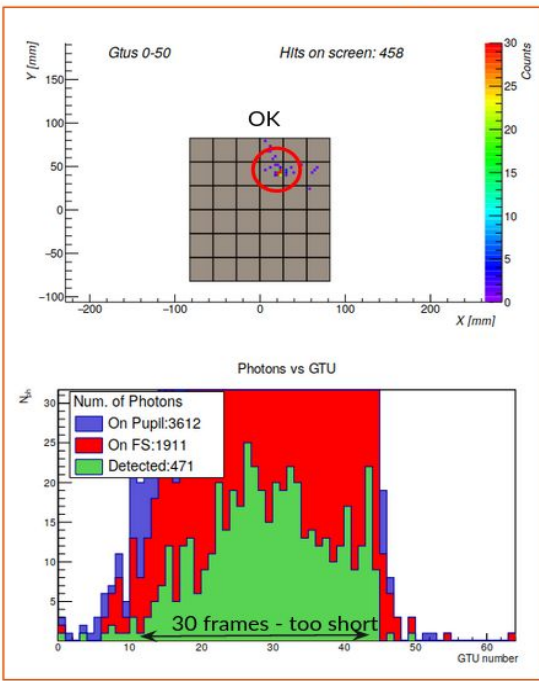 Gtus 0-50
Hits on screen: 458
Y [mm]
Counts
OK
150
100
50
0
−50
−100
−200
−100
0
100
200
X [mm]
30
25
20
15
10
5
0
Photons vs GTU
Nph
Num. of Photons
On Pupil:3612
On FS:1911
Detected:471
30
25
20
15
10
5
30 frames - too short
0
10
20
30
40
50
60
GTU number